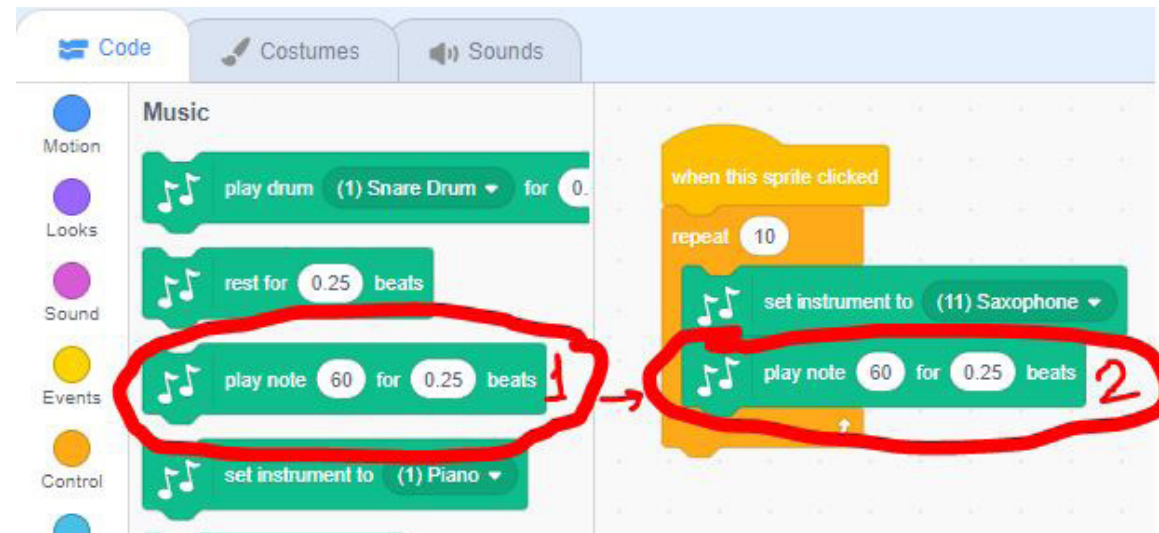 Code Costumes Sounds
Motion
Looks
Sound
Events
Control
Music
play drum (1) Snare Drum for 0.
rest for 0.25 beats
play note 60 for 0.25 beats 1
set instrument to (1) Piano
when this sprite clicked
repeat 10
set instrument to (11) Saxophone
play note 60 for 0.25 beats 2